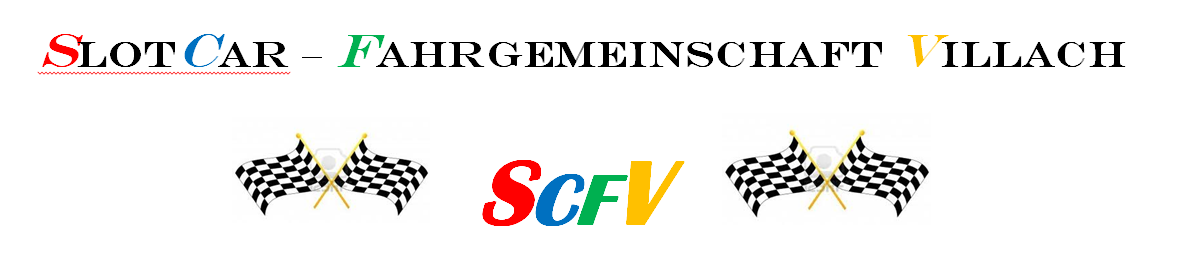 SLOTCAR – FAHRGEMEINSCHAFT VILLACH
SCFV